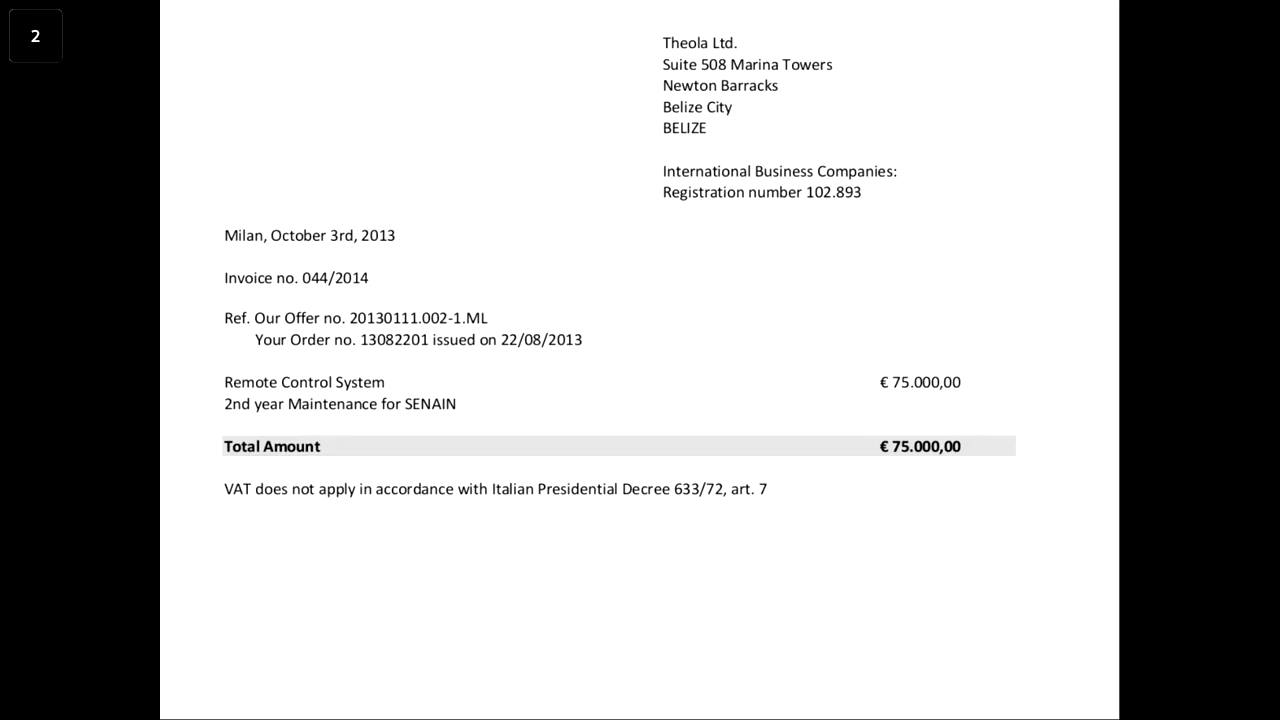 2
Theola Ltd.
Suite 508 Marina Towers
Newton Barracks
Belize City
BELIZE
International Business Companies:
Registration number 102.893
Milan, October 3rd, 2013
Invoice no. 044/2014
Ref. Our Offer no. 20130111.002-1.ML
Your Order no. 13082201 issued on 22/08/2013
Remote Control System € 75.000,00
2nd year Maintenance for SENAIN
Total Amount € 75.000,00
VAT does not apply in accordance with Italian Presidential Decree 633/72, art. 7